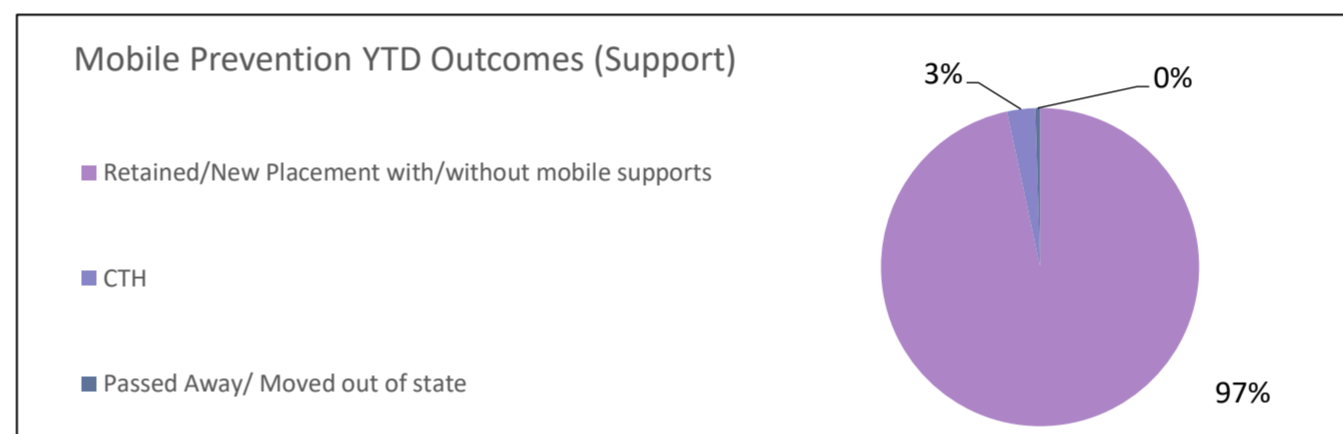 Mobile Prevention YTD Outcomes (Support)
3%
0%
Retained/New Placement with/without mobile supports
CTH
Passed Away/ Moved out of state
97%